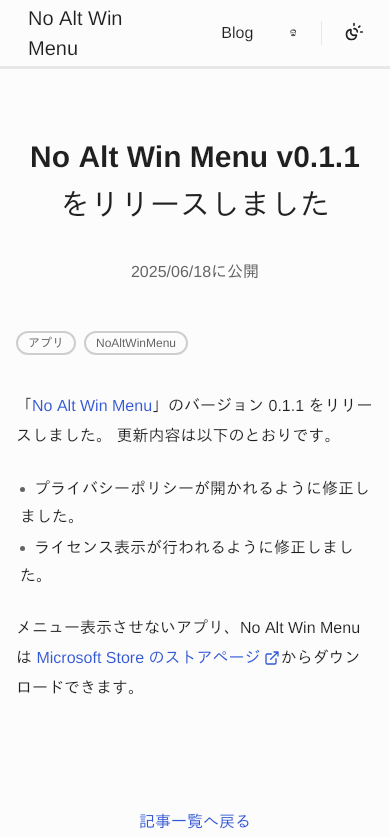 No Alt Win
Menu
Blog
No Alt Win Menu v0.1.1
をリリースしました
2025/06/18に公開
アプリ
NoAltWinMenu
「No Alt Win Menu」のバージョン 0.1.1 をリリー
スしました。 更新内容は以下のとおりです。
• プライバシーポリシーが開かれるように修正し
ました。
• ライセンス表示が行われるように修正しまし
た。
メニュー表示させないアプリ、No Alt Win Menu
は Microsoft Store のストアページからダウン
ロードできます。
記事一覧へ戻る